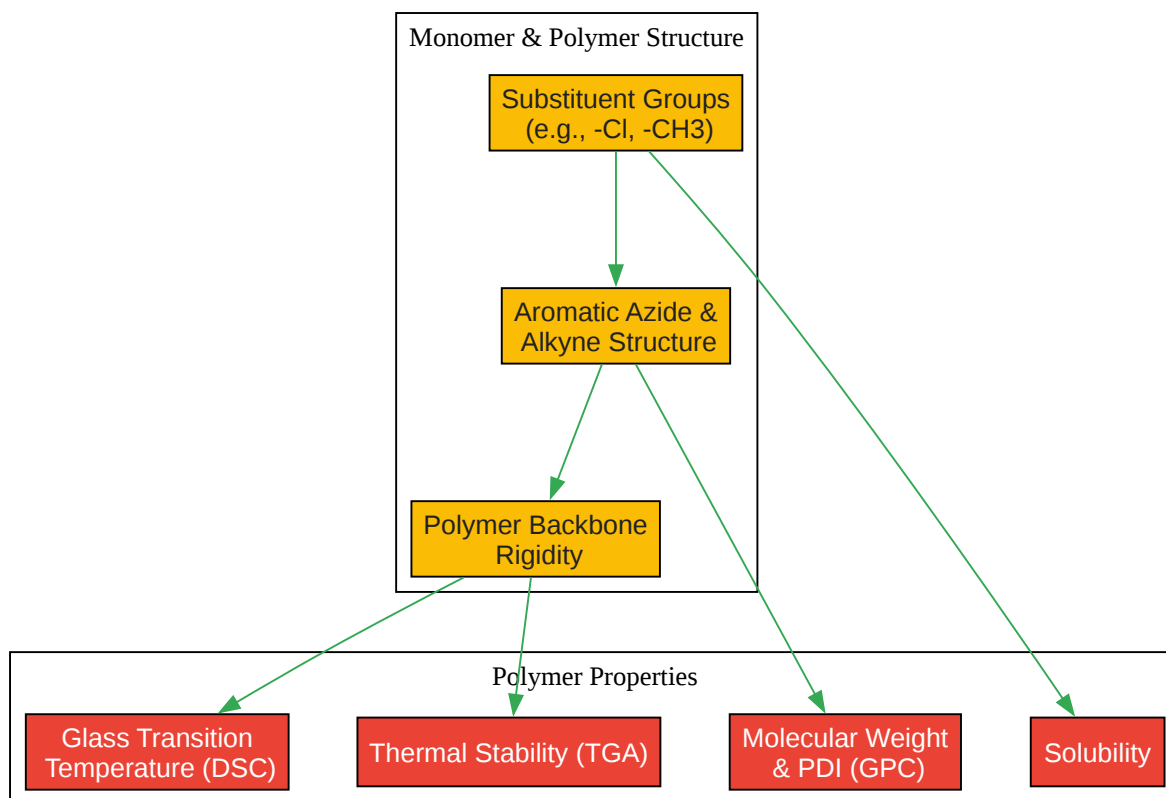 Monomer & Polymer Structure
Substituent Groups
(e.g., -Cl, -CH3)
Aromatic Azide &
Alkyne Structure
Polymer Backbone
Rigidity
Polymer Properties
Glass Transition
Temperature (DSC)
Thermal Stability (TGA)
Molecular Weight
& PDI (GPC)
Solubility